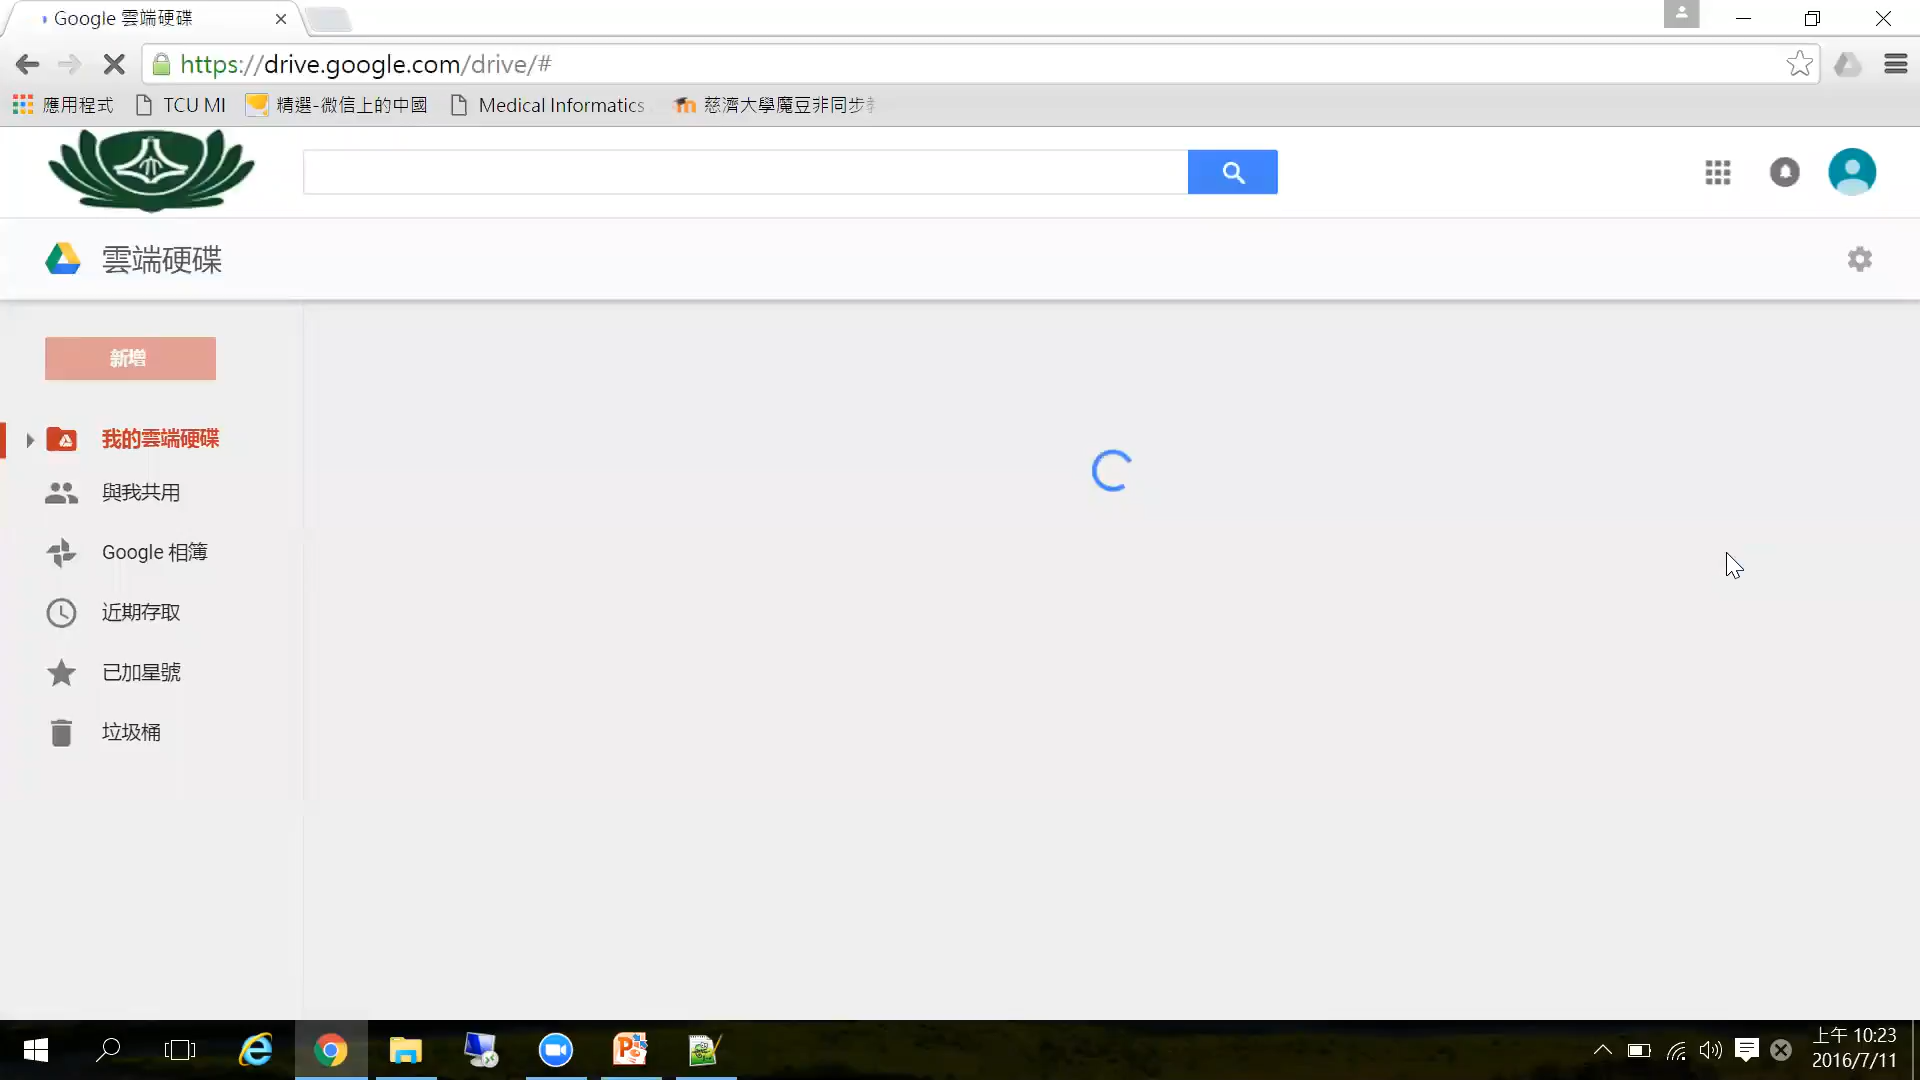 Google 雲端硬碟
https://drive.google.com/drive/#
應用程式 TCU MI 精選-微信上的中國 Medical Informatics 慈濟大學魔豆非同步
雲端硬碟
新增
我的雲端硬碟
與我共用
Google 相簿
近期存取
已加星號
垃圾桶
上午 10:23
2016/7/11